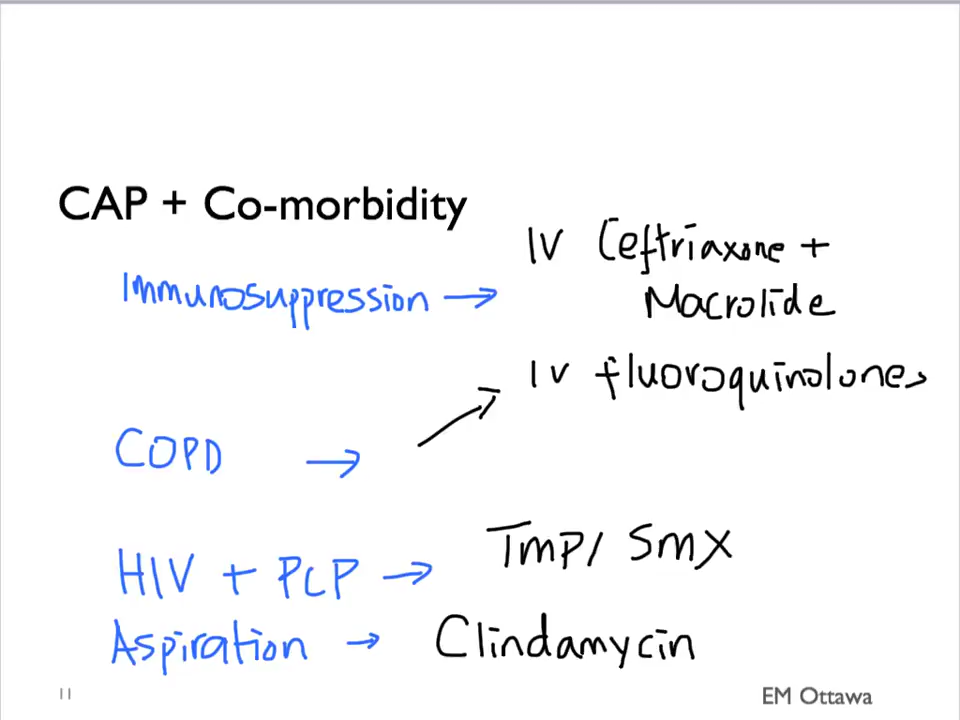 CAP + Co-morbidity
IV Ceftriaxone +
Macrolide
Immunosuppression →
IV fluoroquinolones
COPD →
HIV + PCP → TMP/ SMX
Aspiration → Clindamycin
11
EM Ottawa